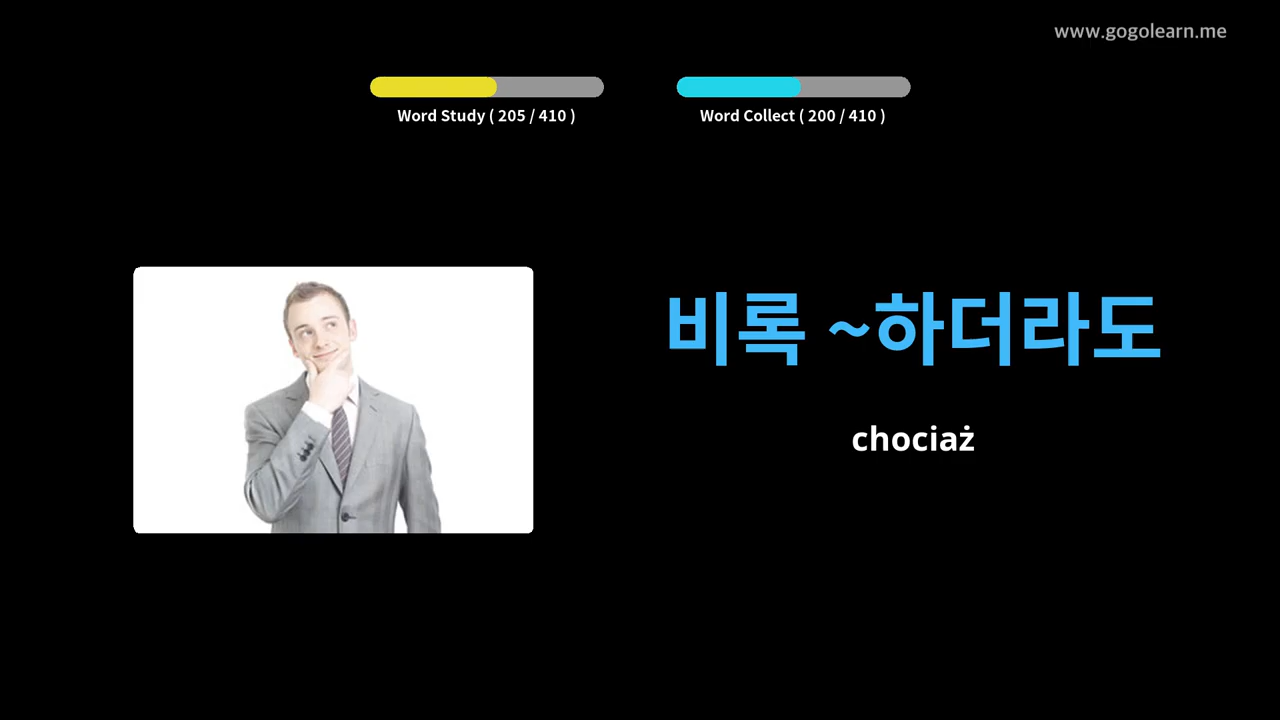 www.gogolearn.me
Word Study ( 205 / 410 )
Word Collect ( 200 / 410 )
비록 ~하더라도
chociaż